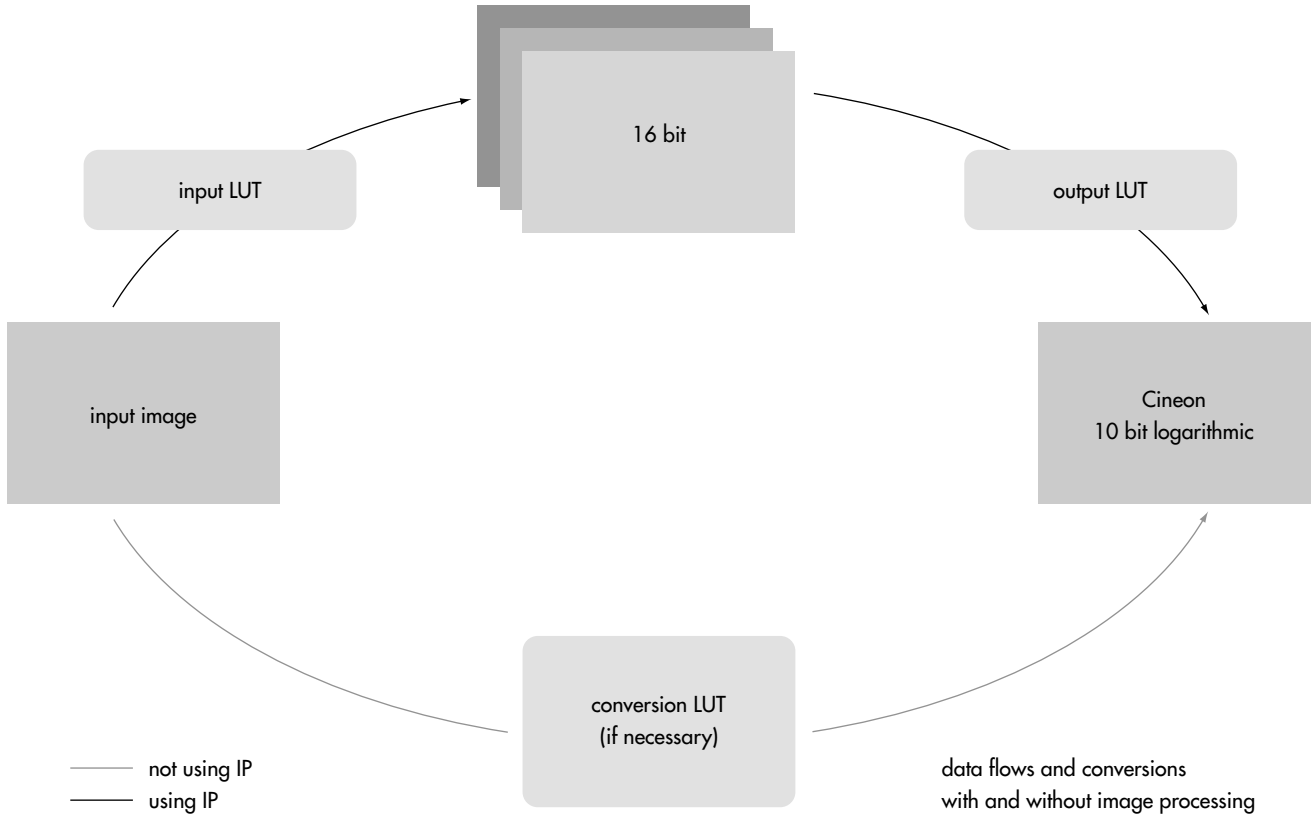 16 bit
input LUT
output LUT
input image
Cineon
10 bit logarithmic
conversion LUT
(if necessary)
not using IP
using IP
data flows and conversions
with and without image processing